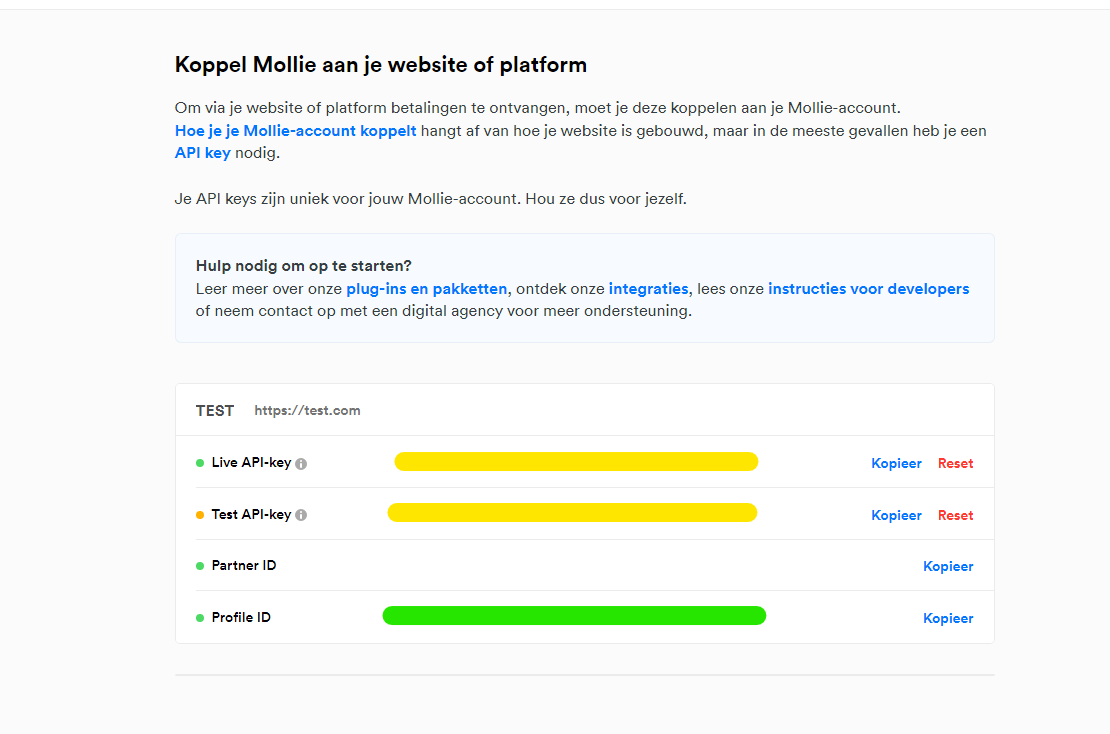 Koppel Mollie aan je website of platform
Om via je website of platform betalingen te ontvangen, moet je deze koppelen aan je Mollie-account.
Hoe je je Mollie-account koppelt hangt af van hoe je website is gebouwd, maar in de meeste gevallen heb je een
API key nodig.
Je API keys zijn uniek voor jouw Mollie-account. Hou ze dus voor jezelf.
Hulp nodig om op te starten?
Leer meer over onze plug-ins en pakketten, ontdek onze integraties, lees onze instructies voor developers
of neem contact op met een digital agency voor meer ondersteuning.
TEST https://test.com
Live API-key Kopieer Reset
Test API-key Kopieer Reset
Partner ID Kopieer
Profile ID Kopieer